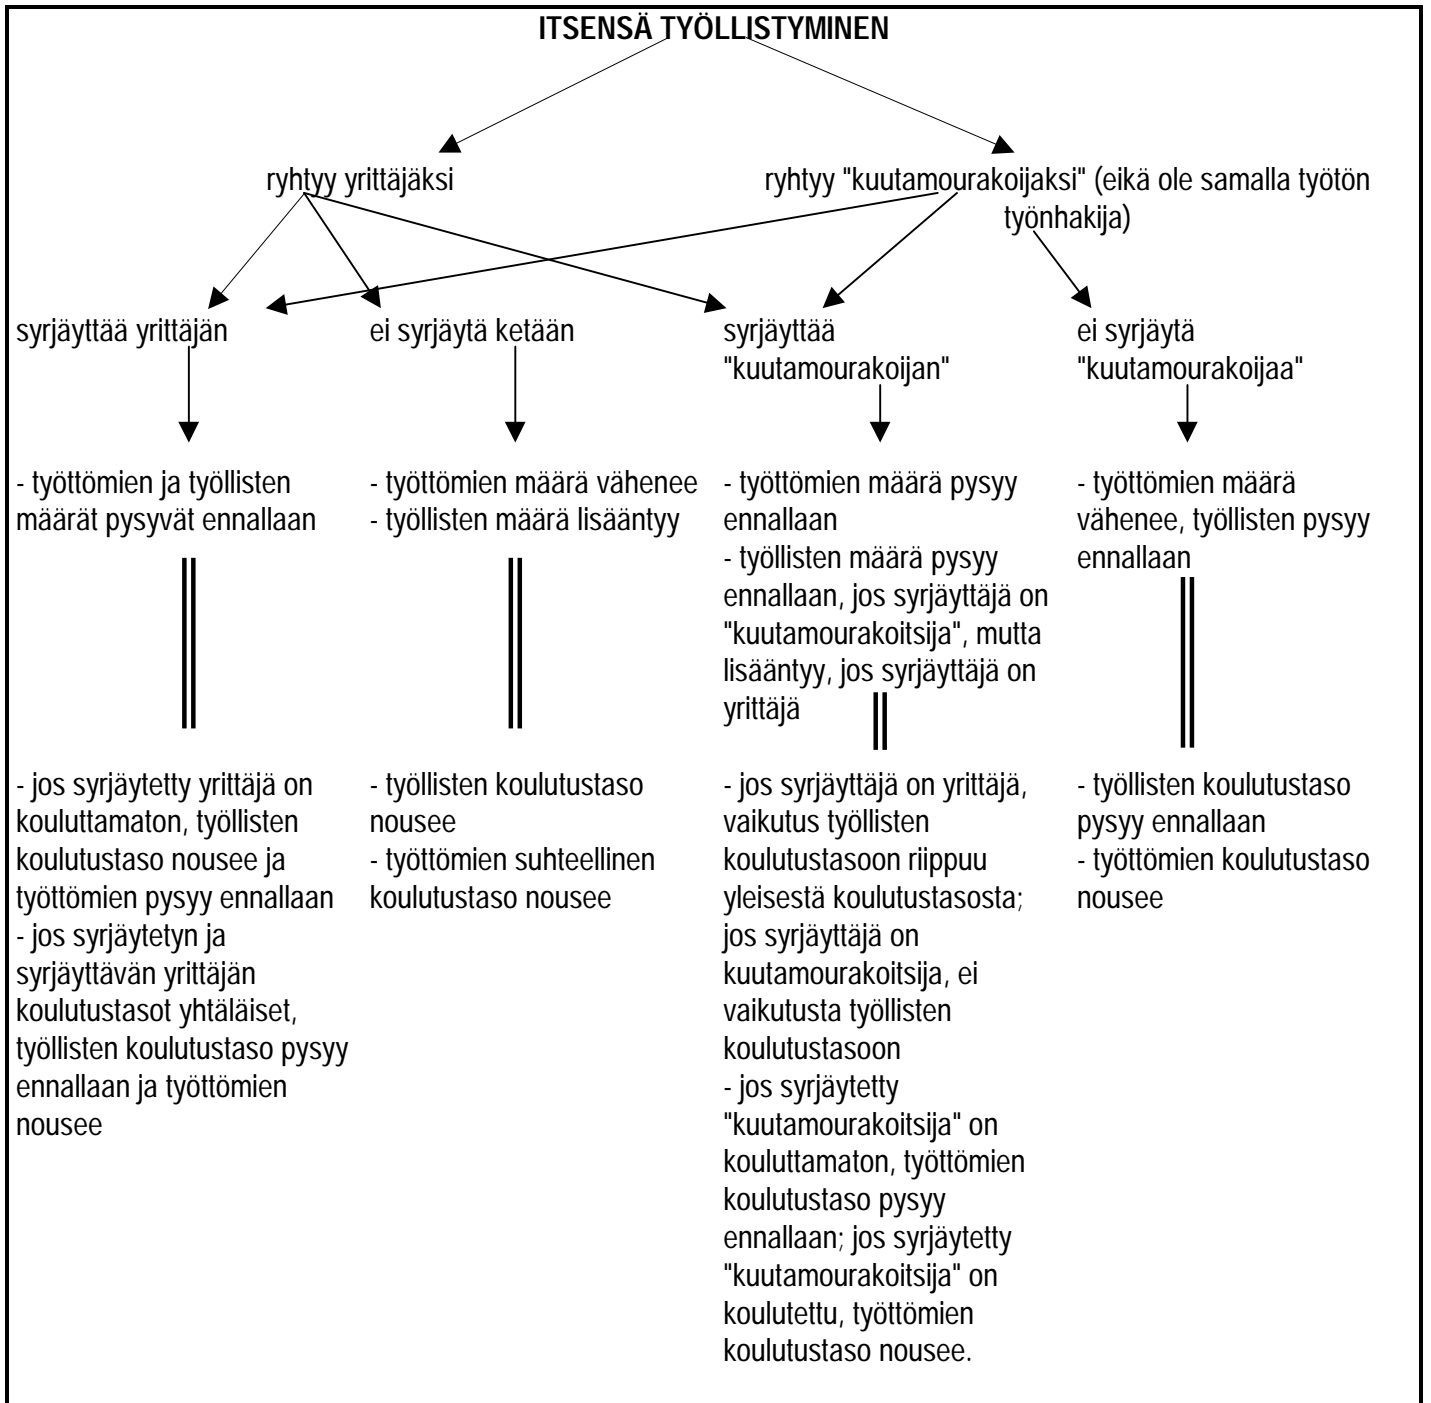 ITSENSÄ TYÖLLISTYMINEN
ryhtyy yrittäjäksi
ryhtyy "kuutamourakoijaksi" (eikä ole samalla työtön
työnhakija)
syrjäyttää yrittäjän
ei syrjäytä ketään
syrjäyttää
"kuutamourakoijan"
ei syrjäytä
"kuutamourakoijaa"
- työttömien ja työllisten
määrät pysyvät ennallaan
- työttömien määrä vähenee
- työllisten määrä lisääntyy
- työttömien määrä pysyy
ennallaan
- työllisten määrä pysyy
ennallaan, jos syrjäyttäjä on
"kuutamourakoitsija", mutta
lisääntyy, jos syrjäyttäjä on
yrittäjä
- työttömien määrä
vähenee, työllisten pysyy
ennallaan
- jos syrjäytetty yrittäjä on
kouluttamaton, työllisten
koulutustaso nousee ja
työttömien pysyy ennallaan
- jos syrjäytetyn ja
syrjäyttävän yrittäjän
koulutustasot yhtäläiset,
työllisten koulutustaso pysyy
ennallaan ja työttömien
nousee
- työllisten koulutustaso
nousee
- työttömien suhteellinen
koulutustaso nousee
- jos syrjäyttäjä on yrittäjä,
vaikutus työllisten
koulutustasoon riippuu
yleisestä koulutustasosta;
jos syrjäyttäjä on
kuutamourakoitsija, ei
vaikutusta työllisten
koulutustasoon
- jos syrjäytetty
"kuutamourakoitsija" on
kouluttamaton, työttömien
koulutustaso pysyy
ennallaan; jos syrjäytetty
"kuutamourakoitsija" on
koulutettu, työttömien
koulutustaso nousee.
- työllisten koulutustaso
pysyy ennallaan
- työttömien koulutustaso
nousee